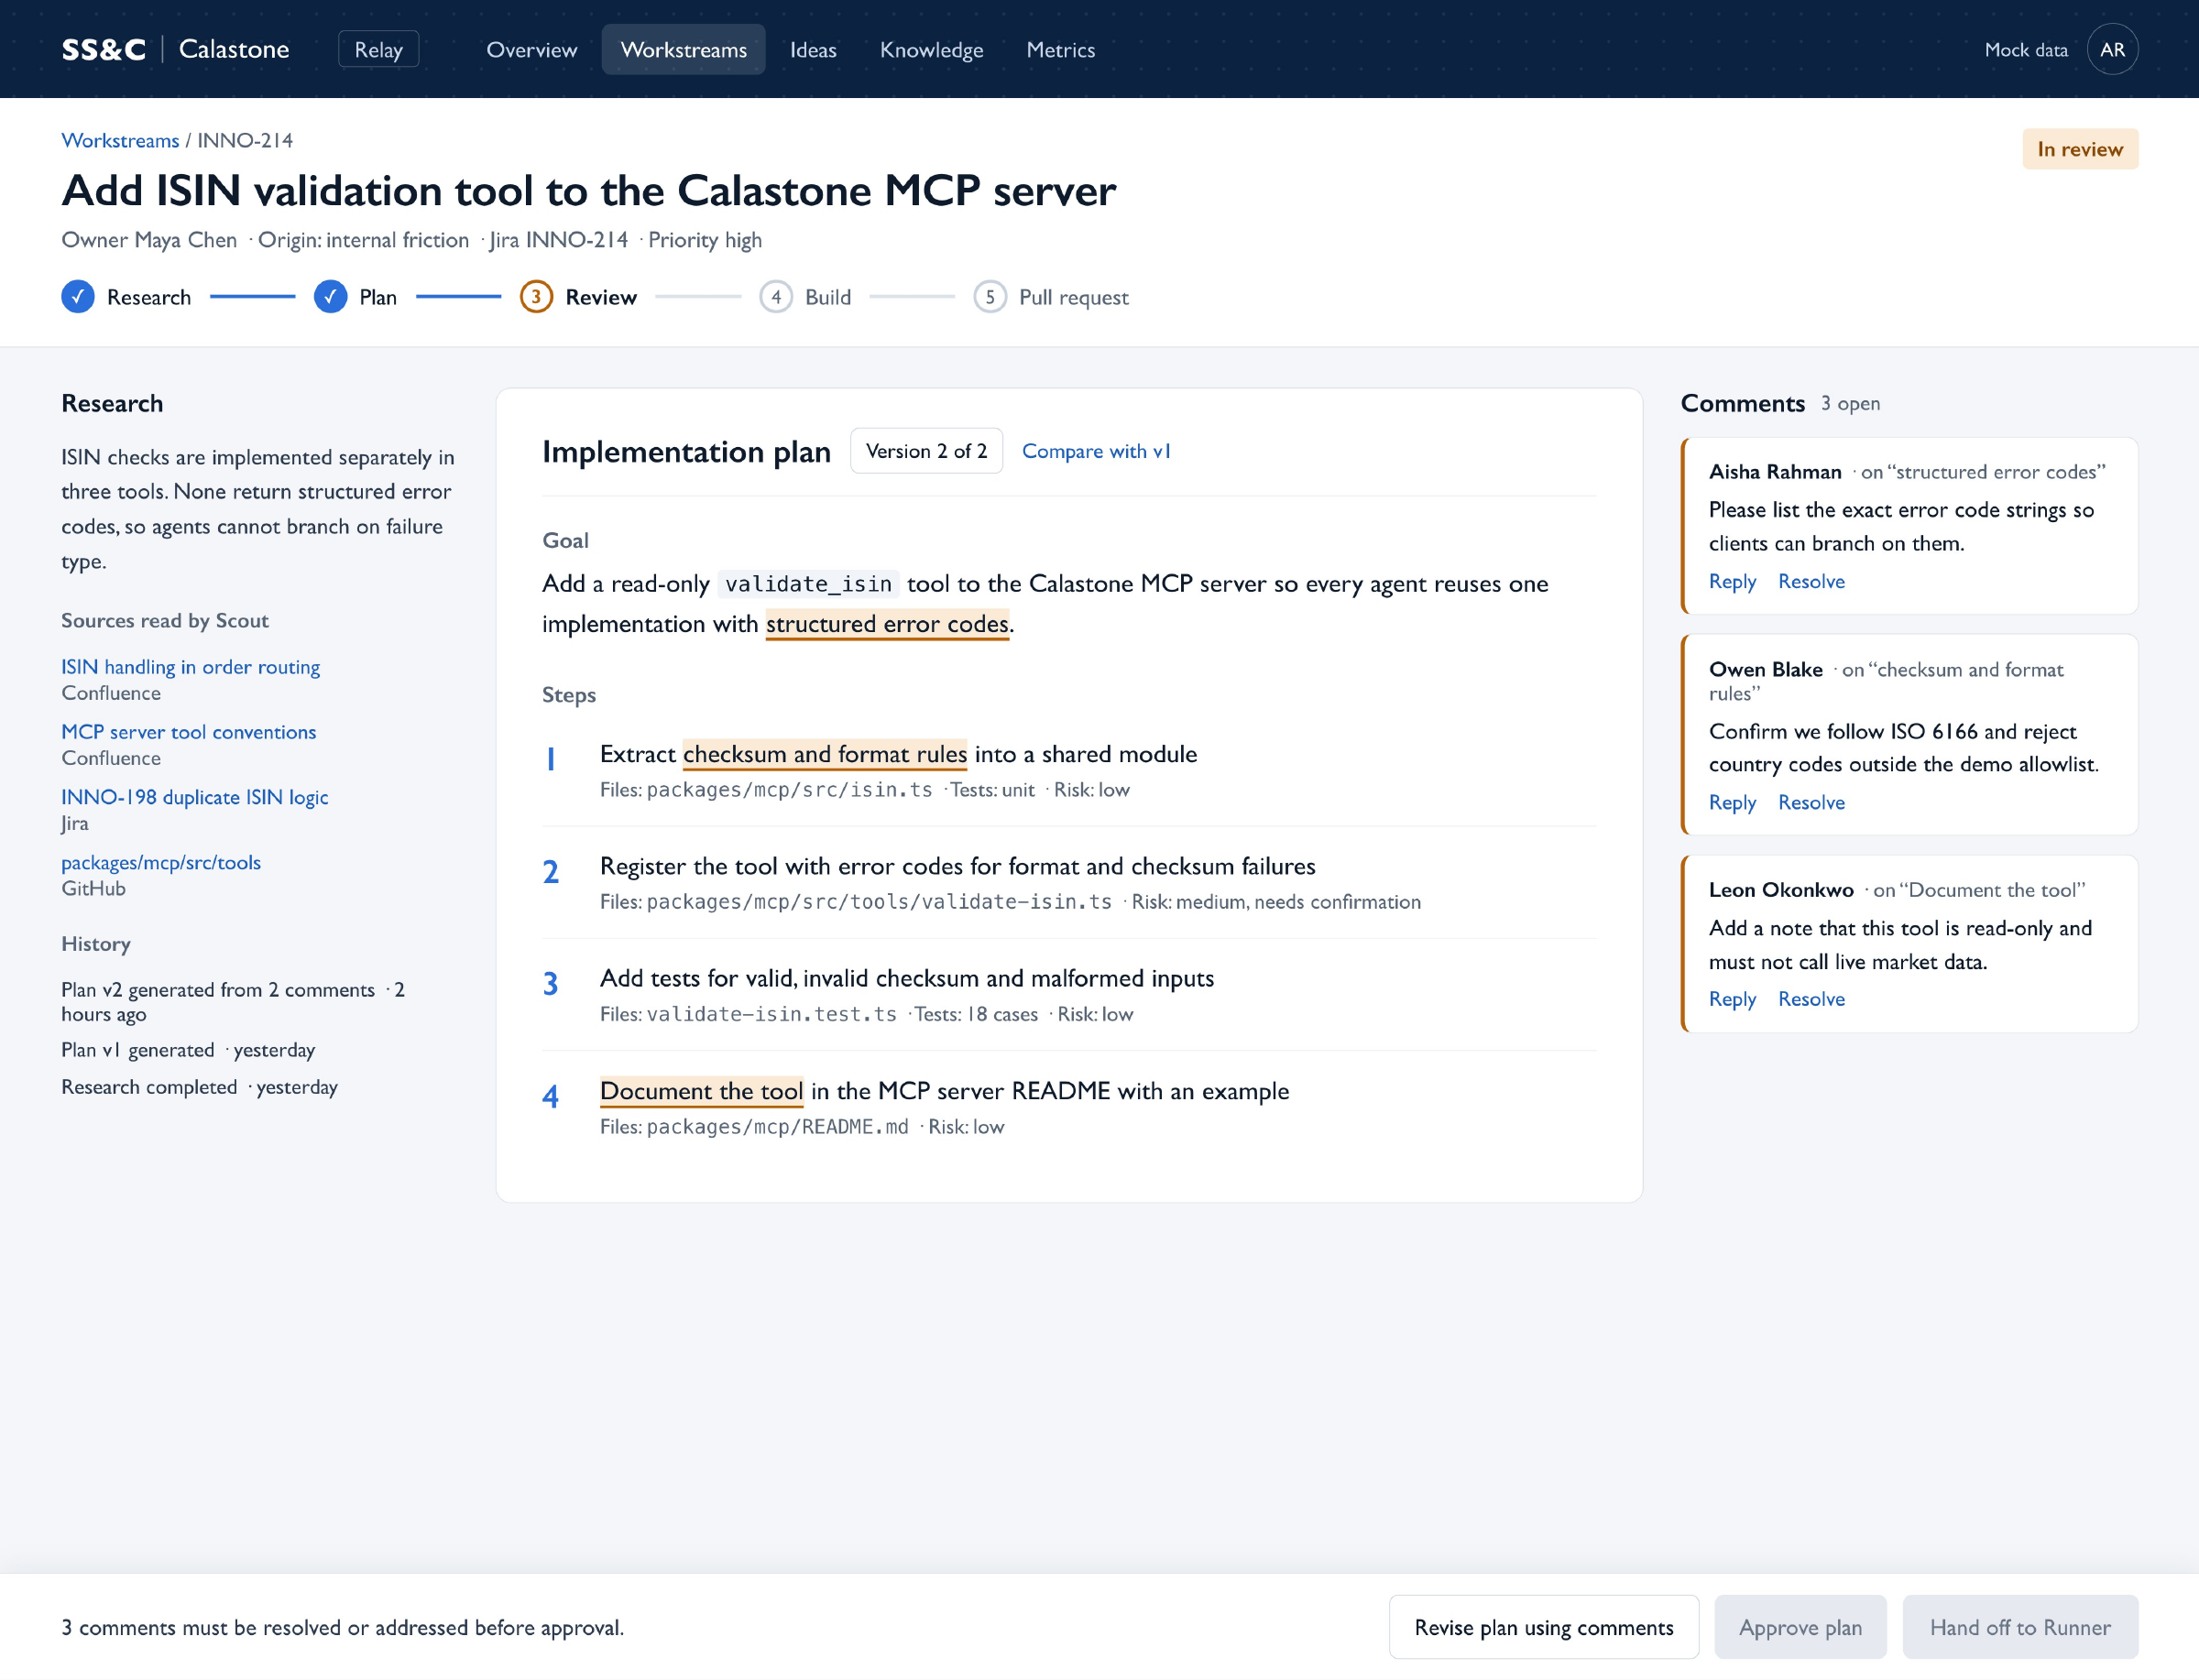 SS&C | Calastone Relay Overview Workstreams Ideas Knowledge Metrics Mock data AR
Workstreams / INNO-214
In review
Add ISIN validation tool to the Calastone MCP server
Owner Maya Chen · Origin: internal friction · Jira INNO-214 · Priority high
✓ Research ✓ Plan 3 Review 4 Build 5 Pull request
Research
ISIN checks are implemented separately in
three tools. None return structured error
codes, so agents cannot branch on failure
type.
Sources read by Scout
ISIN handling in order routing
Confluence
MCP server tool conventions
Confluence
INNO-198 duplicate ISIN logic
Jira
packages/mcp/src/tools
GitHub
History
Plan v2 generated from 2 comments · 2
hours ago
Plan v1 generated · yesterday
Research completed · yesterday
Implementation plan Version 2 of 2 Compare with v1
Goal
Add a read-only validate_isin tool to the Calastone MCP server so every agent reuses one
implementation with structured error codes.
Steps
1 Extract checksum and format rules into a shared module
Files: packages/mcp/src/isin.ts · Tests: unit · Risk: low
2 Register the tool with error codes for format and checksum failures
Files: packages/mcp/src/tools/validate-isin.ts · Risk: medium, needs confirmation
3 Add tests for valid, invalid checksum and malformed inputs
Files: validate-isin.test.ts · Tests: 18 cases · Risk: low
4 Document the tool in the MCP server README with an example
Files: packages/mcp/README.md · Risk: low
Comments 3 open
Aisha Rahman · on “structured error codes”
Please list the exact error code strings so
clients can branch on them.
Reply Resolve
Owen Blake · on “checksum and format
rules”
Confirm we follow ISO 6166 and reject
country codes outside the demo allowlist.
Reply Resolve
Leon Okonkwo · on “Document the tool”
Add a note that this tool is read-only and
must not call live market data.
Reply Resolve
3 comments must be resolved or addressed before approval.
Revise plan using comments Approve plan Hand off to Runner